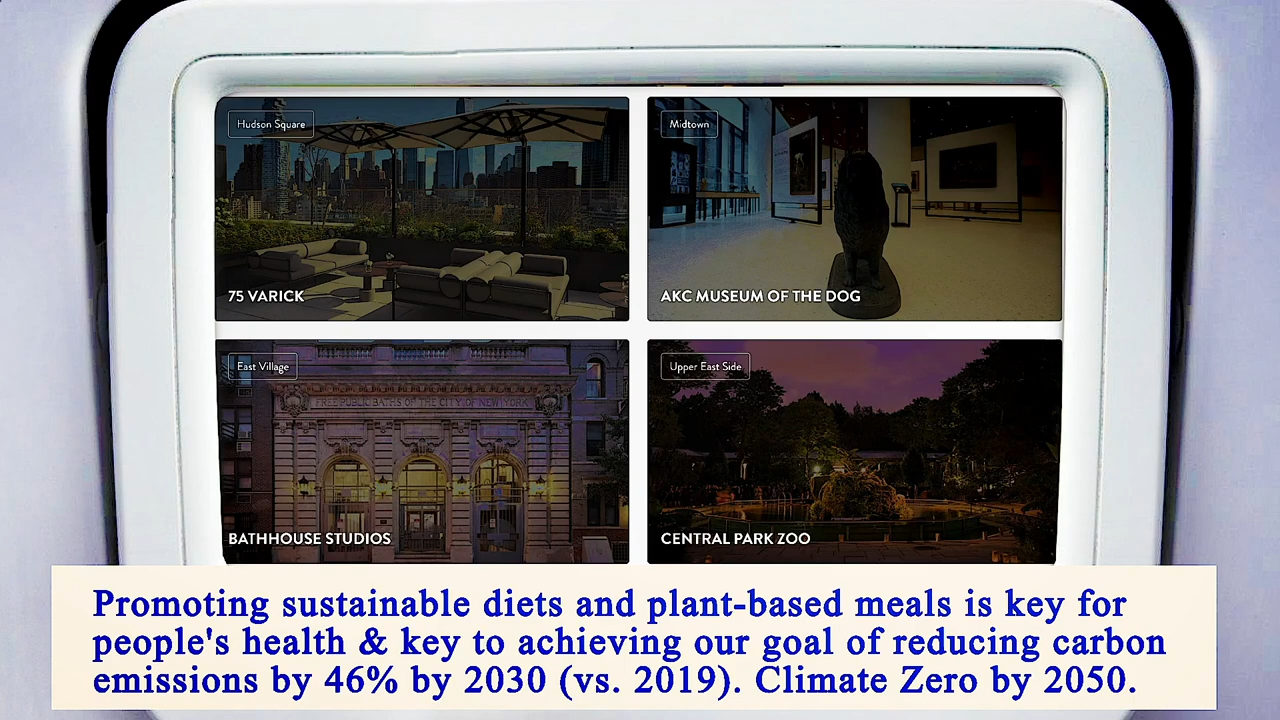 Hudson Square
75 VARICK
Midtown
AKC MUSEUM OF THE DOG
East Village
FREE PUBLIC BATHS OF THE CITY OF NEW YORK
BATHHOUSE STUDIOS
Upper East Side
CENTRAL PARK ZOO
Promoting sustainable diets and plant-based meals is key for
people's health & key to achieving our goal of reducing carbon
emissions by 46% by 2030 (vs. 2019). Climate Zero by 2050.